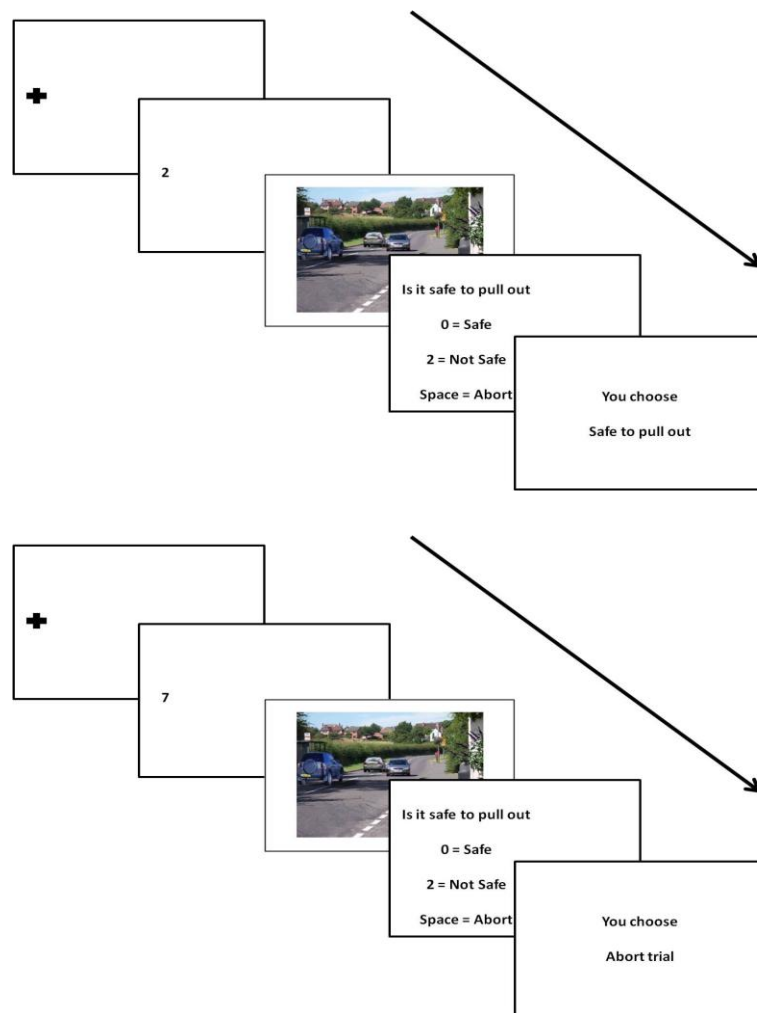 2
Is it safe to pull out
0 = Safe
2 = Not Safe
Space = Abort
You choose
Safe to pull out
7
Is it safe to pull out
0 = Safe
2 = Not Safe
Space = Abort
You choose
Abort trial